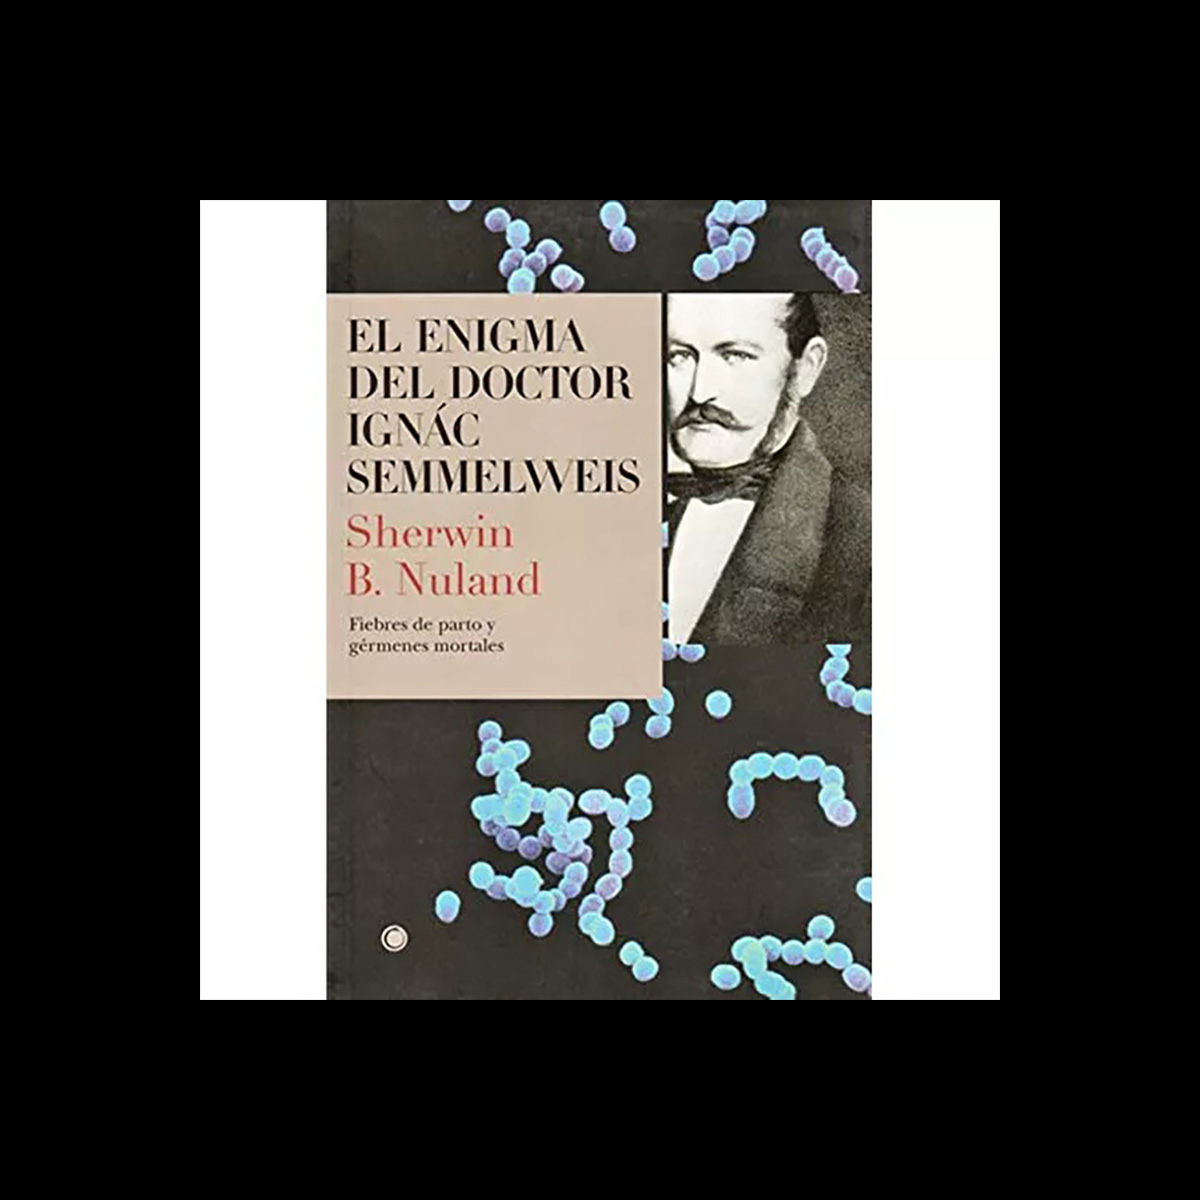 EL ENIGMA
DEL DOCTOR
IGNÁC
SEMMELWEIS
Sherwin
B. Nuland
Fiebres de parto y
gérmenes mortales